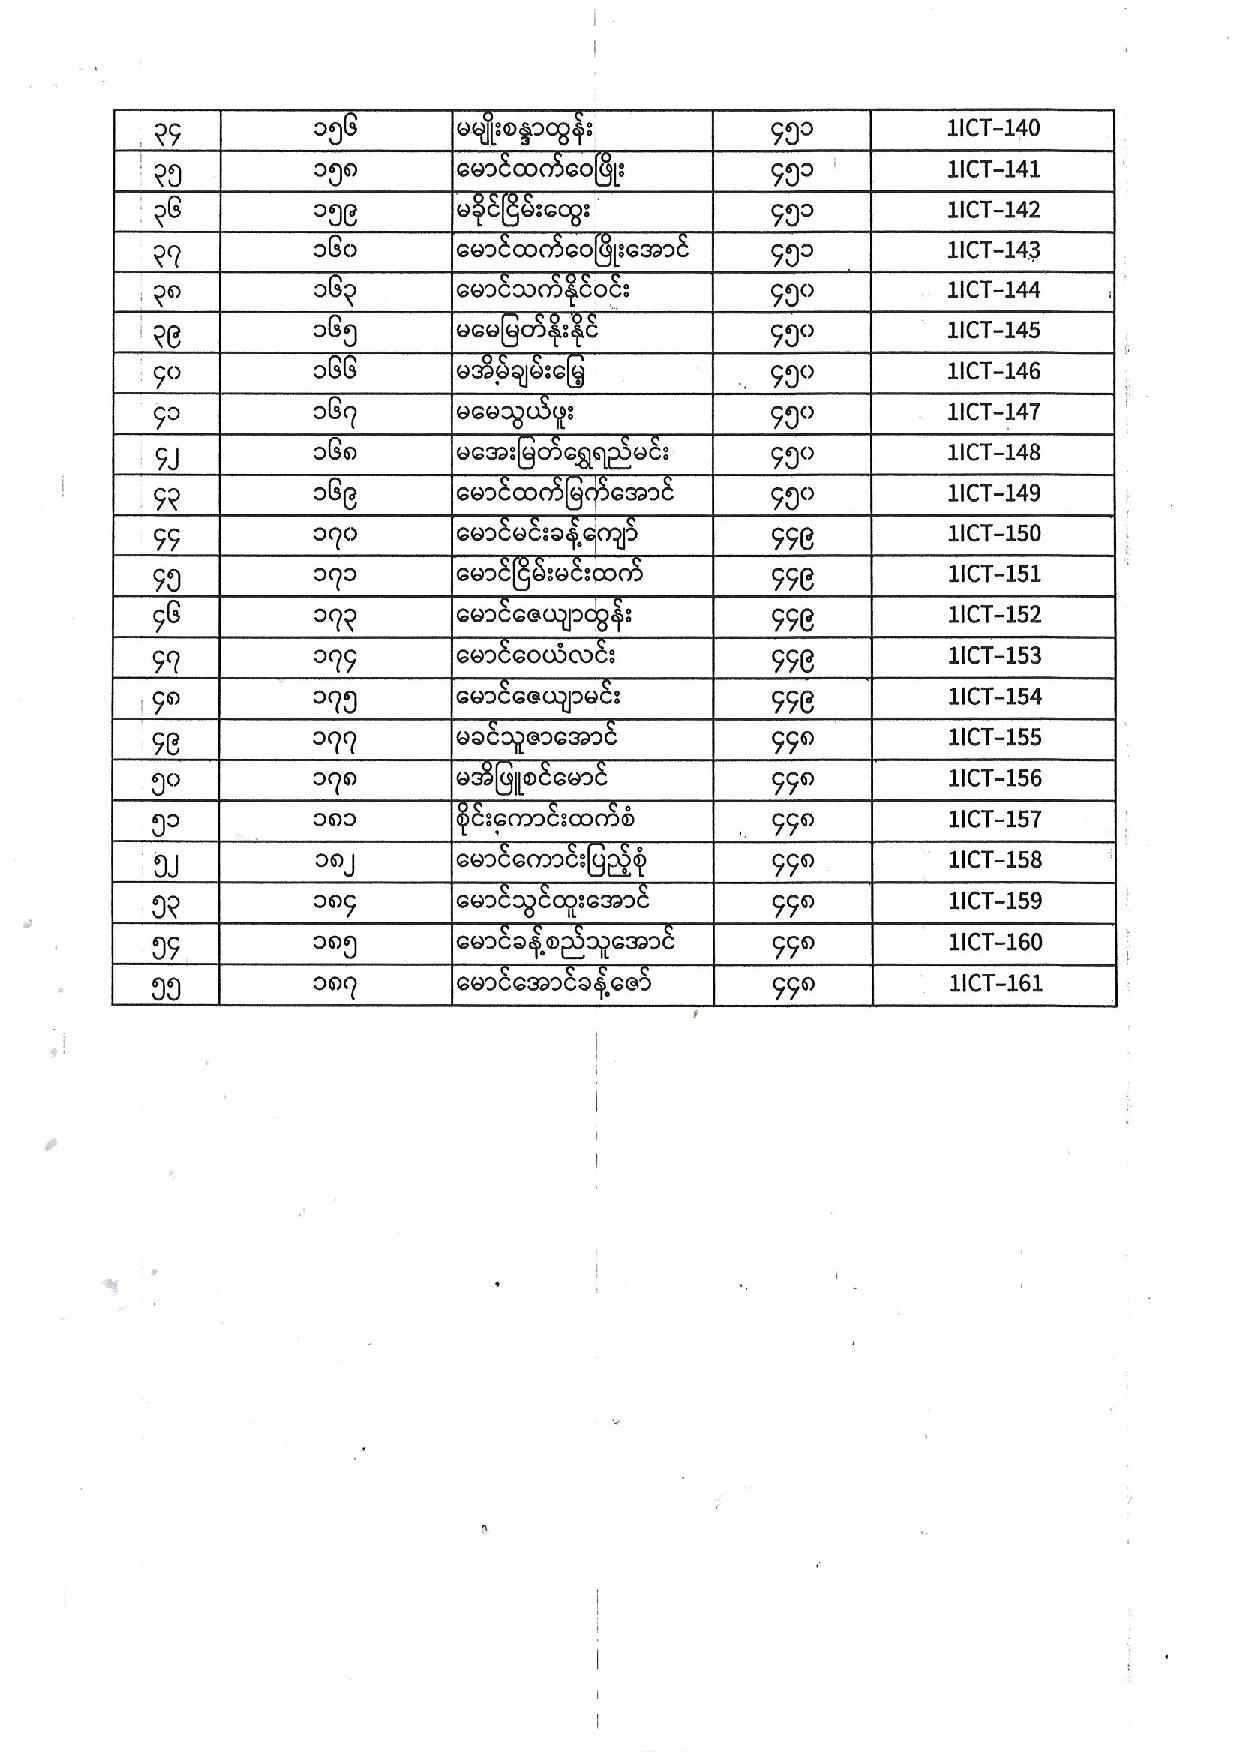 ၃၄ ၁၅၆ မမျိုးစန္ဒာထွန်း ၄၅၁ 1ICT-140
၃၅ ၁၅၈ မောင်ထက်ဝေဖြိုး ၄၅၁ 1ICT-141
၃၆ ၁၅၉ မခိုင်ငြိမ်းထွေး ၄၅၁ 1ICT-142
၃၇ ၁၆၀ မောင်ထက်ဝေဖြိုးအောင် ၄၅၁ 1ICT-143
၃၈ ၁၆၃ မောင်သက်နိုင်ဝင်း ၄၅၀ 1ICT-144
၃၉ ၁၆၅ မမေမြတ်နိုးနိုင် ၄၅၀ 1ICT-145
၄၀ ၁၆၆ မအိမ့်ချမ်းမြေ့ ၄၅၀ 1ICT-146
၄၁ ၁၆၇ မမေသွယ်ဖူး ၄၅၀ 1ICT-147
၄၂ ၁၆၈ မအေးမြတ်ရွှေရည်မင်း ၄၅၀ 1ICT-148
၄၃ ၁၆၉ မောင်ထက်မြက်အောင် ၄၅၀ 1ICT-149
၄၄ ၁၇၀ မောင်မင်းခန့်ကျော် ၄၄၉ 1ICT-150
၄၅ ၁၇၁ မောင်ငြိမ်းမင်းထက် ၄၄၉ 1ICT-151
၄၆ ၁၇၃ မောင်ဇေယျာထွန်း ၄၄၉ 1ICT-152
၄၇ ၁၇၄ မောင်ဝေယံလင်း ၄၄၉ 1ICT-153
၄၈ ၁၇၅ မောင်ဇေယျာမင်း ၄၄၉ 1ICT-154
၄၉ ၁၇၇ မခင်သူဇာအောင် ၄၄၈ 1ICT-155
၅၀ ၁၇၈ မအိဖြူစင်မောင် ၄၄၈ 1ICT-156
၅၁ ၁၈၁ စိုင်းကောင်းထက်စံ ၄၄၈ 1ICT-157
၅၂ ၁၈၂ မောင်ကောင်းပြည့်စုံ ၄၄၈ 1ICT-158
၅၃ ၁၈၄ မောင်သွင်ထူးအောင် ၄၄၈ 1ICT-159
၅၄ ၁၈၅ မောင်ခန့်စည်သူအောင် ၄၄၈ 1ICT-160
၅၅ ၁၈၇ မောင်အောင်ခန့်ဇော် ၄၄၈ 1ICT-161